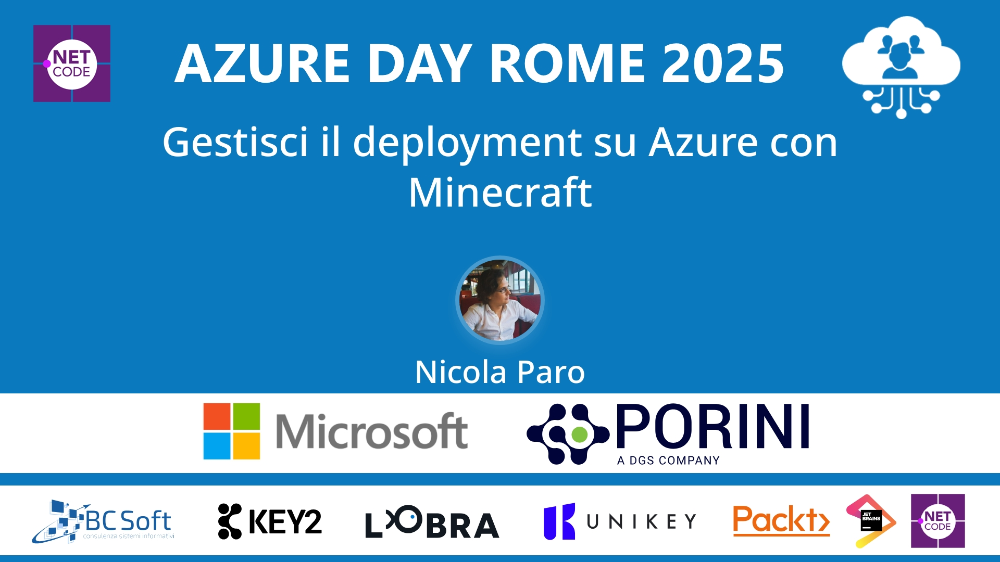 NET
CODE
AZURE DAY ROME 2025
Gestisci il deployment su Azure con
Minecraft
Nicola Paro
Microsoft
PORINI
A DGS COMPANY
BC Soft
consulenza sistemi informativi
KEY2
LOBRA
UNIKEY
Packt>
JET
BRAINS
NET
CODE